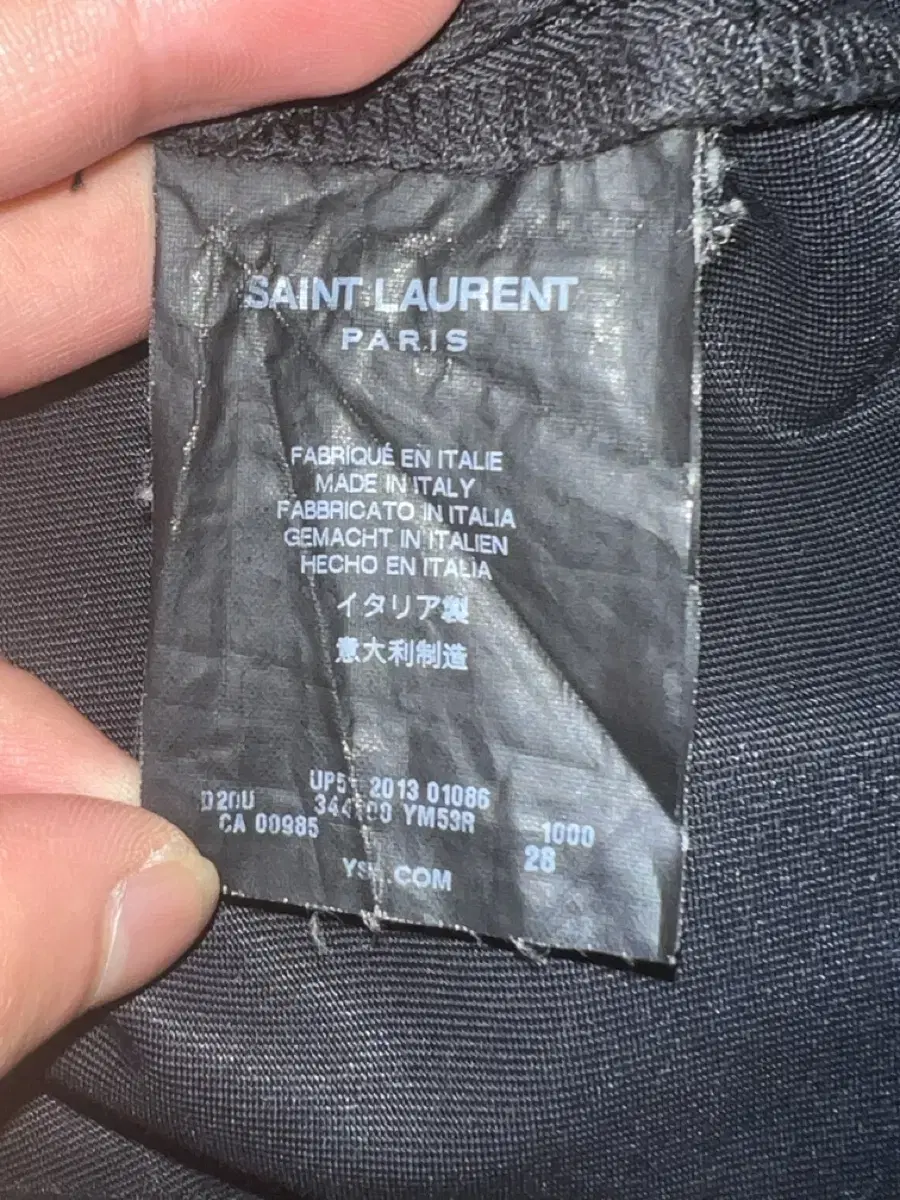 SAINT LAURENT
PARIS
FABRIQUÉ EN ITALIE
MADE IN ITALY
FABBRICATO IN ITALIA
GEMACHT IN ITALIEN
HECHO EN ITALIA
イタリア製
意大利制造
2013 01086
YM53R
CA 00985
1000
28
.COM